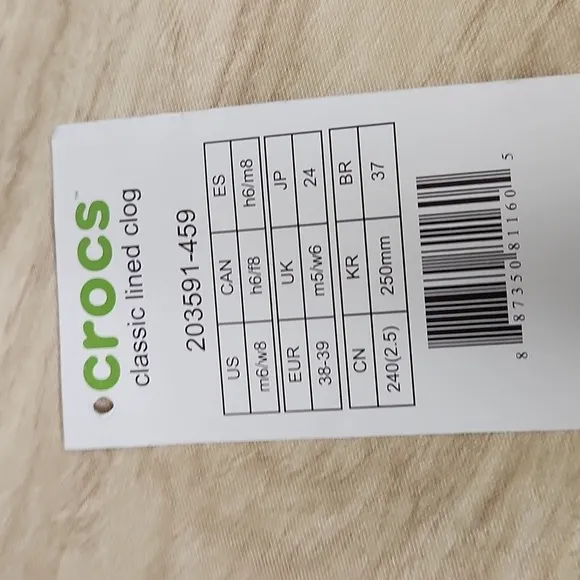 crocs™
classic lined clog
203591-459
US CAN ES
m6/w8 h6/f8 h6/m8
EUR UK JP
38-39 m5/w6 24
CN KR BR
240(2.5) 250mm 37
8 87350 81160 5